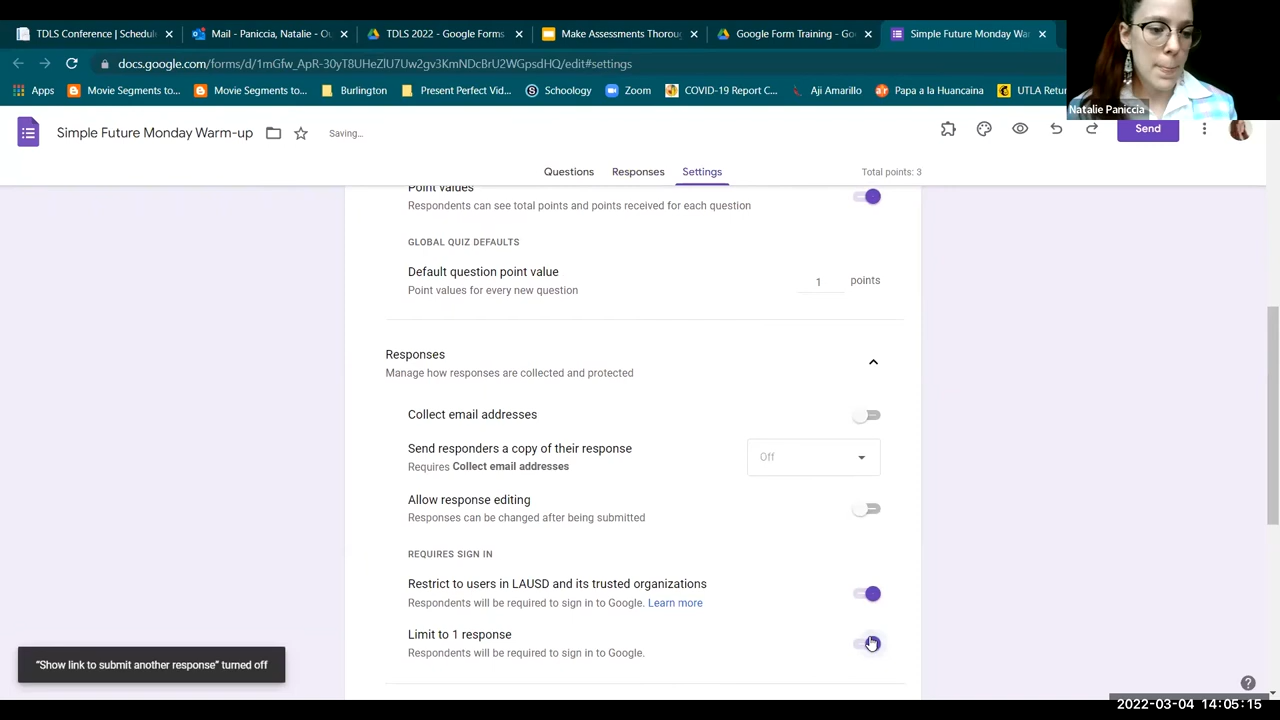 TDLS Conference | Schedul
Mail - Paniccia, Natalie - Ou
TDLS 2022 - Google Forms
Make Assessments Thoroug
Google Form Training - Goo
Simple Future Monday War
docs.google.com/forms/d/1mGfw_ApR-30yT8UHeZlU7Uw2gv3KmNDcBrU2WGpsdHQ/edit#settings
Apps
Movie Segments to...
Movie Segments to...
Burlington
Present Perfect Vid...
Schoology
Zoom
COVID-19 Report C...
Aji Amarillo
Papa a la Huancaina
UTLA Retur
Natalie Paniccia
Simple Future Monday Warm-up
Saving...
Send
Questions
Responses
Settings
Total points: 3
Point values
Respondents can see total points and points received for each question
GLOBAL QUIZ DEFAULTS
Default question point value
1
points
Point values for every new question
Responses
Manage how responses are collected and protected
Collect email addresses
Send responders a copy of their response
Requires Collect email addresses
Off
Allow response editing
Responses can be changed after being submitted
REQUIRES SIGN IN
Restrict to users in LAUSD and its trusted organizations
Respondents will be required to sign in to Google. Learn more
Limit to 1 response
Respondents will be required to sign in to Google.
"Show link to submit another response" turned off
2022-03-04 14:05:15